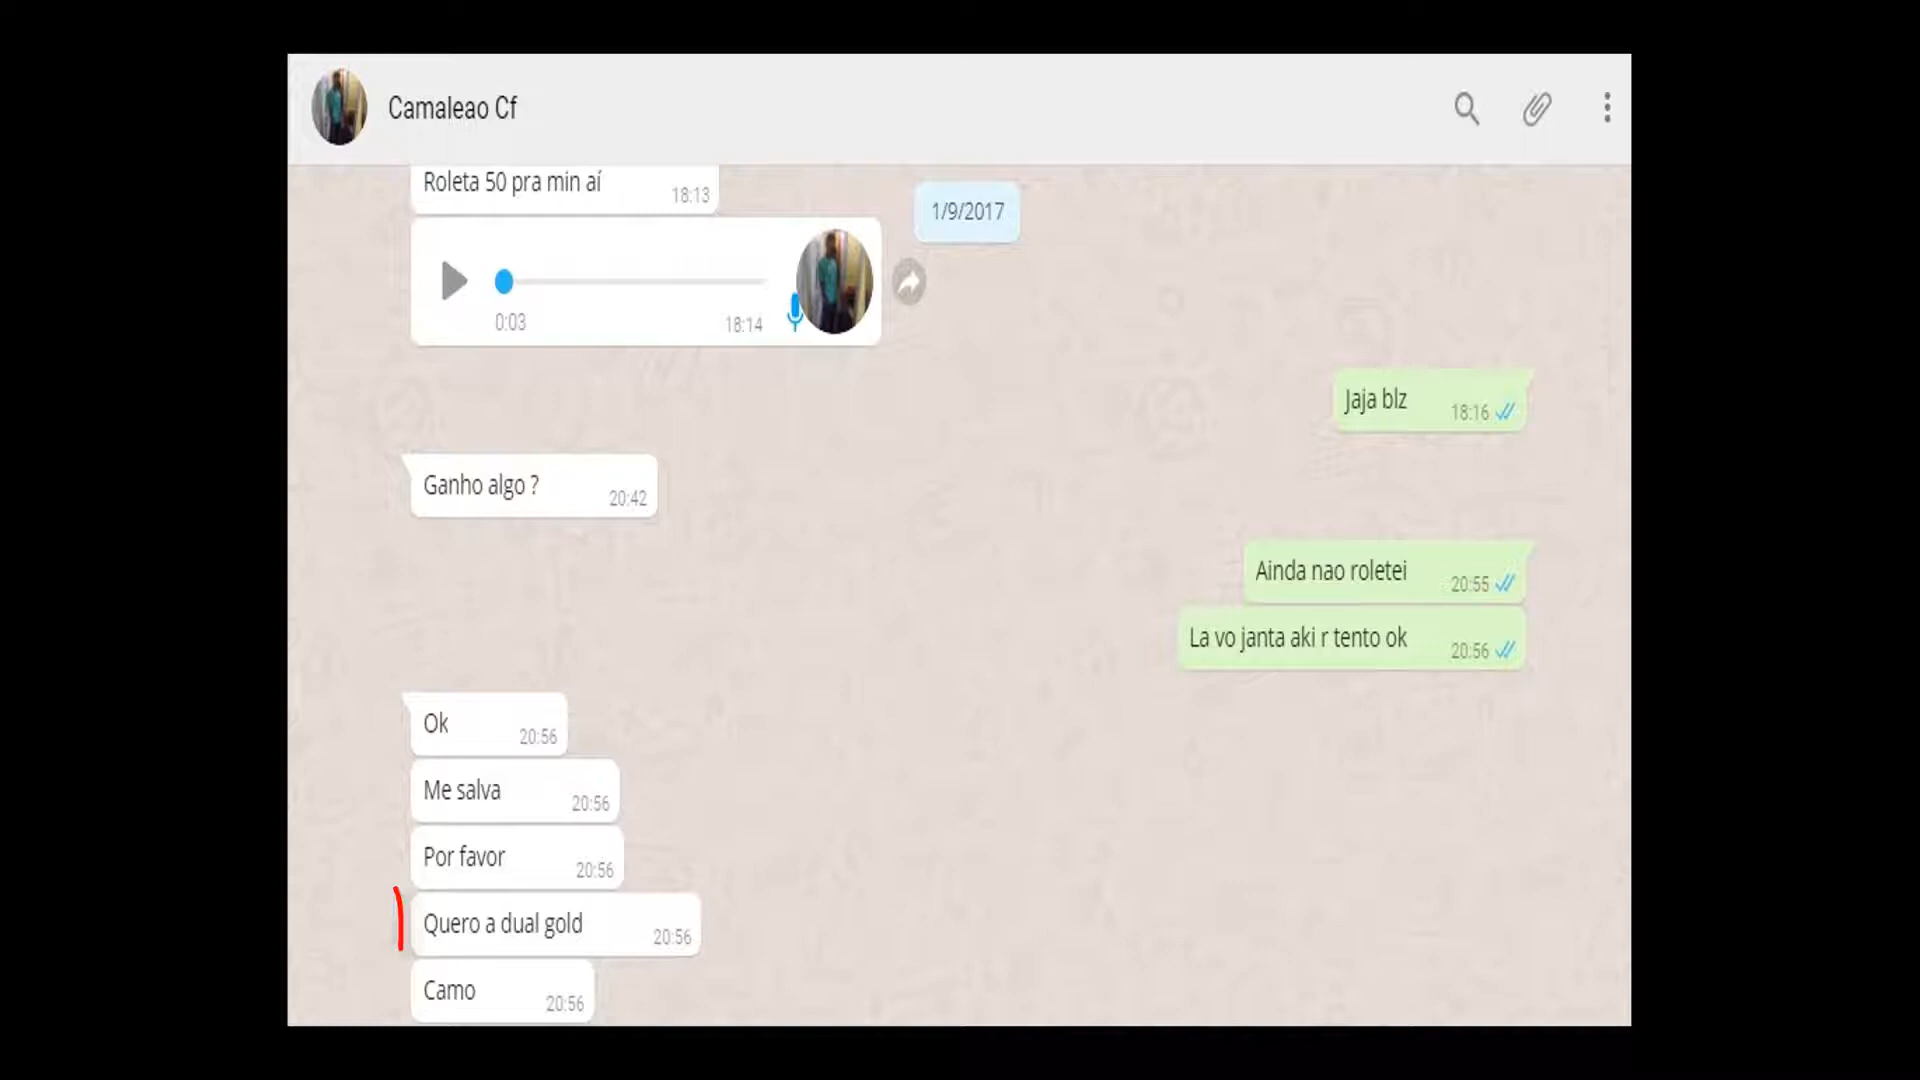 Camaleao Cf
Roleta 50 pra min aí
18:13
1/9/2017
0:03
18:14
Jaja blz
18:16
Ganho algo ?
20:42
Ainda nao roletei
20:55
La vo janta aki r tento ok
20:56
Ok
20:56
Me salva
20:56
Por favor
20:56
Quero a dual gold
20:56
Camo
20:56